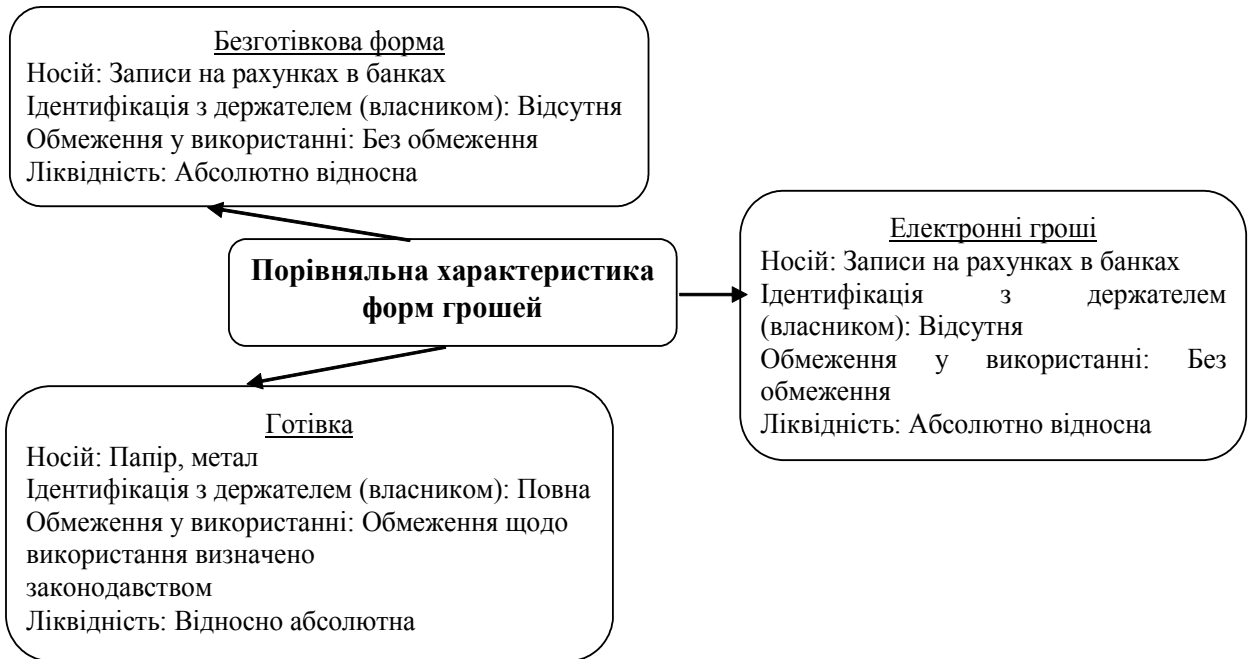 Безготівкова форма
Носій: Записи на рахунках в банках
Ідентифікація з держателем (власником): Відсутня
Обмеження у використанні: Без обмеження
Ліквідність: Абсолютно відносна
Порівняльна характеристика
форм грошей
Електронні гроші
Носій: Записи на рахунках в банках
Ідентифікація з держателем
(власником): Відсутня
Обмеження у використанні: Без
обмеження
Ліквідність: Абсолютно відносна
Готівка
Носій: Папір, метал
Ідентифікація з держателем (власником): Повна
Обмеження у використанні: Обмеження щодо
використання визначено
законодавством
Ліквідність: Відносно абсолютна